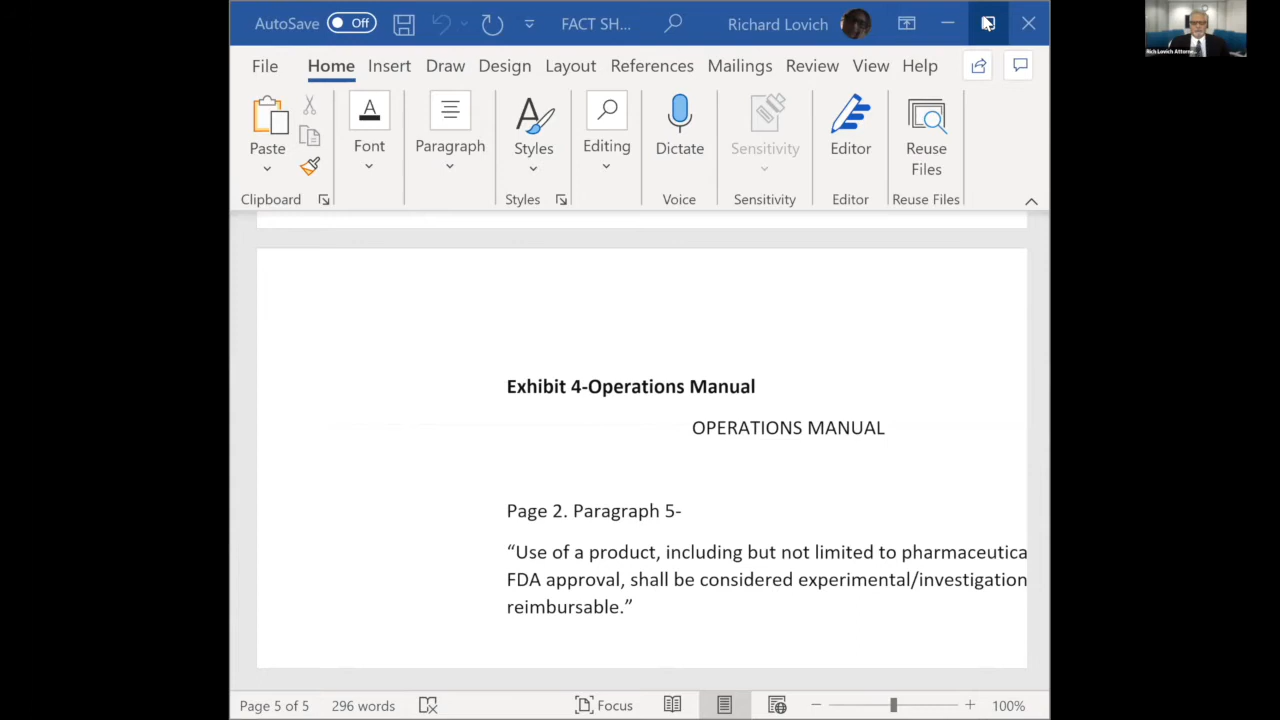 AutoSave Off FACT SH... Richard Lovich
File Home Insert Draw Design Layout References Mailings Review View Help
Paste Font Paragraph Styles Editing Dictate Sensitivity Editor Reuse Files
Clipboard Styles Voice Sensitivity Editor Reuse Files
Exhibit 4-Operations Manual
OPERATIONS MANUAL
Page 2. Paragraph 5-
“Use of a product, including but not limited to pharmaceutica
FDA approval, shall be considered experimental/investigation
reimbursable.”
Page 5 of 5 296 words Focus 100%
Rich Lovich Attorne...